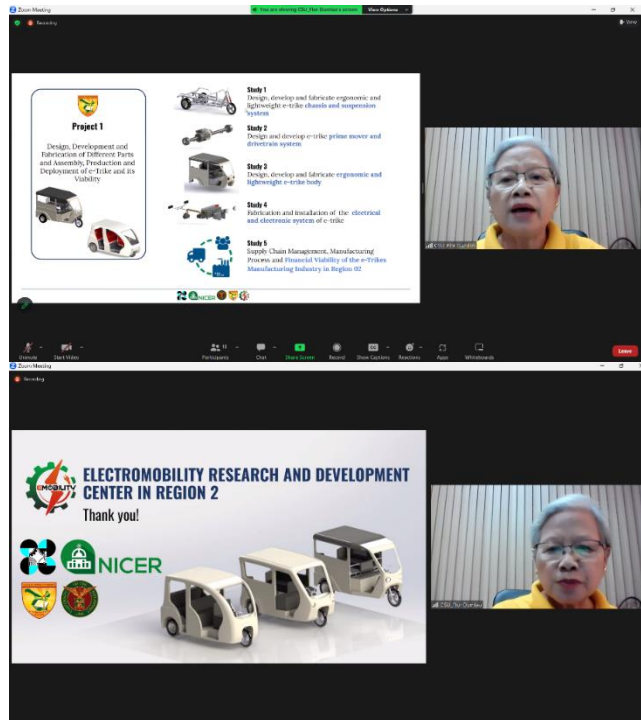 Zoom Meeting
You are viewing CSU_Flor Damian's screen
View Options
Recording
View
Project 1
Design, Development and
Fabrication of Different Parts
and Assembly, Production and
Deployment of e-Trike and Its
Viability
Study 1
Design, develop and fabricate ergonomic and
lightweight e-trike chassis and suspension
system
Study 2
Design and develop e-trike prime mover and
drivetrain system
Study 3
Design, develop and fabricate ergonomic and
lightweight e-trike body
Study 4
Fabrication and installation of the electrical
and electronic system of e-trike
Study 5
Supply Chain Management, Manufacturing
Process and Financial Viability of the e-Trikes
Manufacturing Industry in Region 02
NICER
Unmute
Start Video
Participants
Chat
Share Screen
Record
Show Captions
Reactions
Apps
Whiteboards
Leave
Zoom Meeting
Recording
EMOBILITY
ELECTROMOBILITY RESEARCH AND DEVELOPMENT
CENTER IN REGION 2
Thank you!
NICER